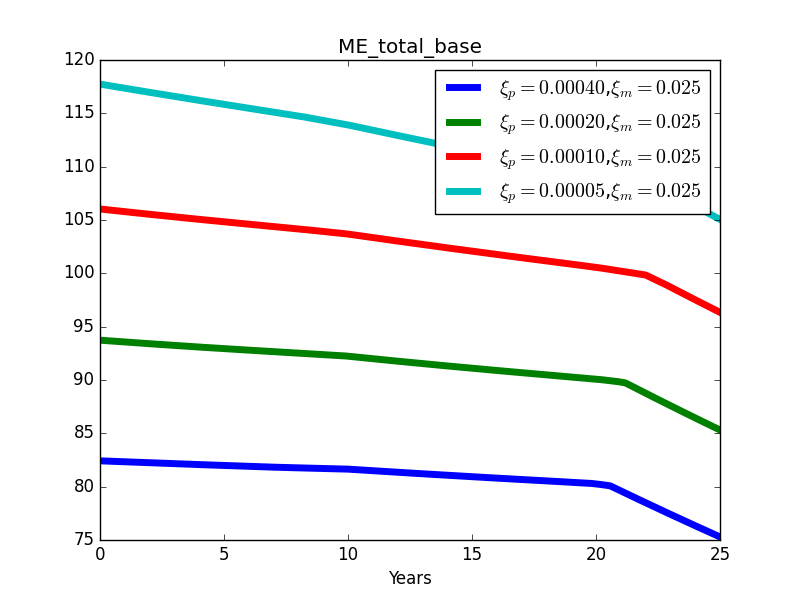 ME_total_base
120
115
110
105
100
95
90
85
80
75
0 5 10 15 20 25
Years
ξₚ = 0.00040,ξₘ = 0.025
ξₚ = 0.00020,ξₘ = 0.025
ξₚ = 0.00010,ξₘ = 0.025
ξₚ = 0.00005,ξₘ = 0.025